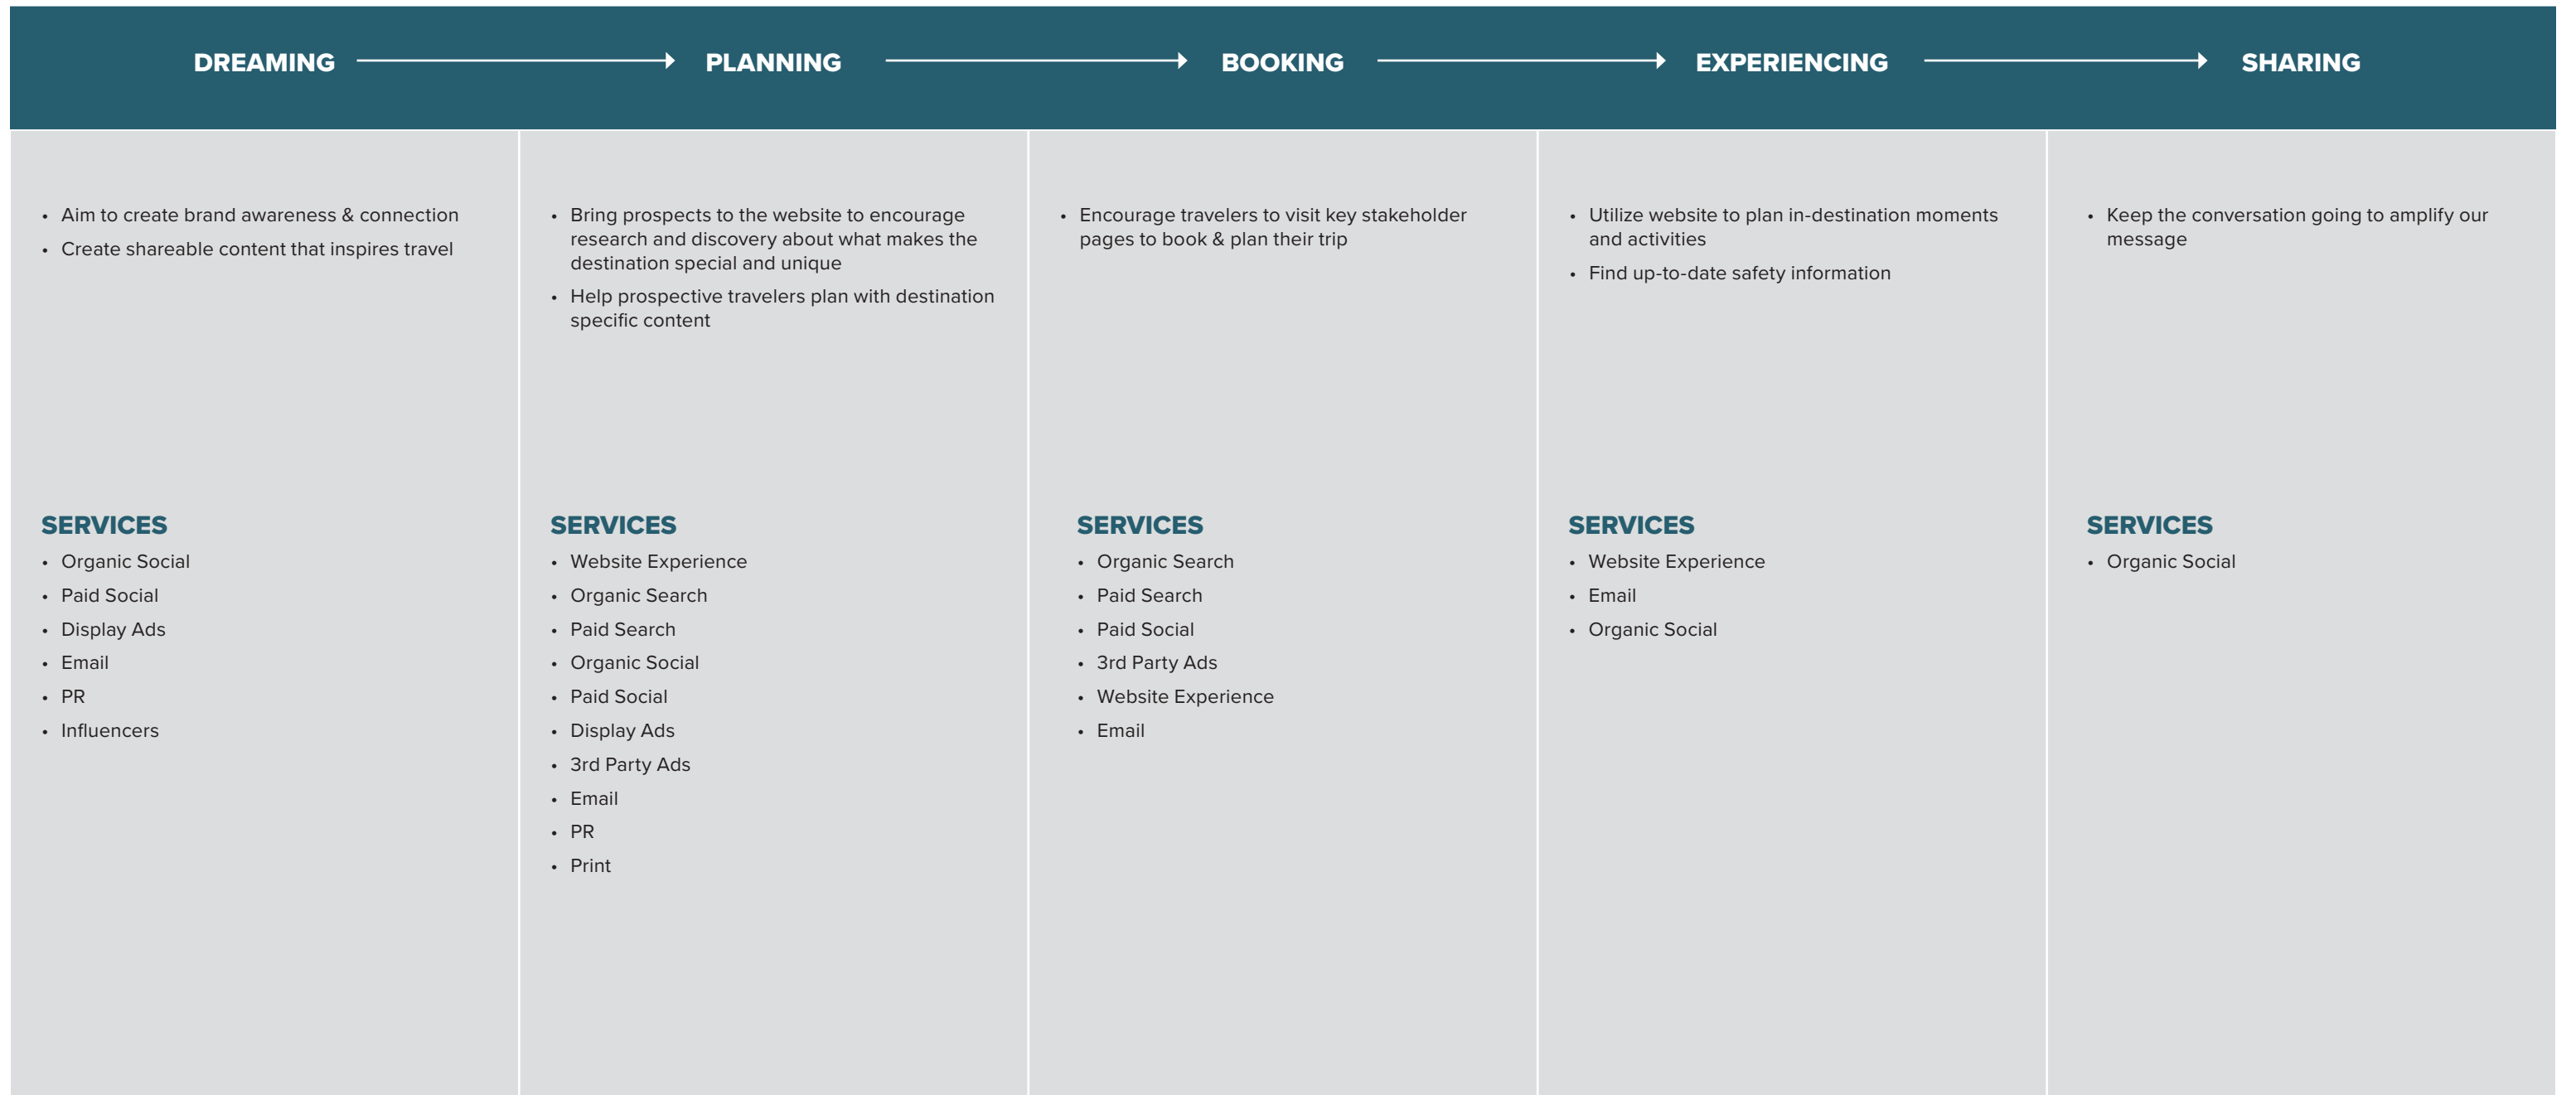 DREAMING
PLANNING
BOOKING
EXPERIENCING
SHARING
• Aim to create brand awareness & connection
• Create shareable content that inspires travel
SERVICES
• Organic Social
• Paid Social
• Display Ads
• Email
• PR
• Influencers
• Bring prospects to the website to encourage
research and discovery about what makes the
destination special and unique
• Help prospective travelers plan with destination
specific content
SERVICES
• Website Experience
• Organic Search
• Paid Search
• Organic Social
• Paid Social
• Display Ads
• 3rd Party Ads
• Email
• PR
• Print
• Encourage travelers to visit key stakeholder
pages to book & plan their trip
SERVICES
• Organic Search
• Paid Search
• Paid Social
• 3rd Party Ads
• Website Experience
• Email
• Utilize website to plan in-destination moments
and activities
• Find up-to-date safety information
SERVICES
• Website Experience
• Email
• Organic Social
• Keep the conversation going to amplify our
message
SERVICES
• Organic Social